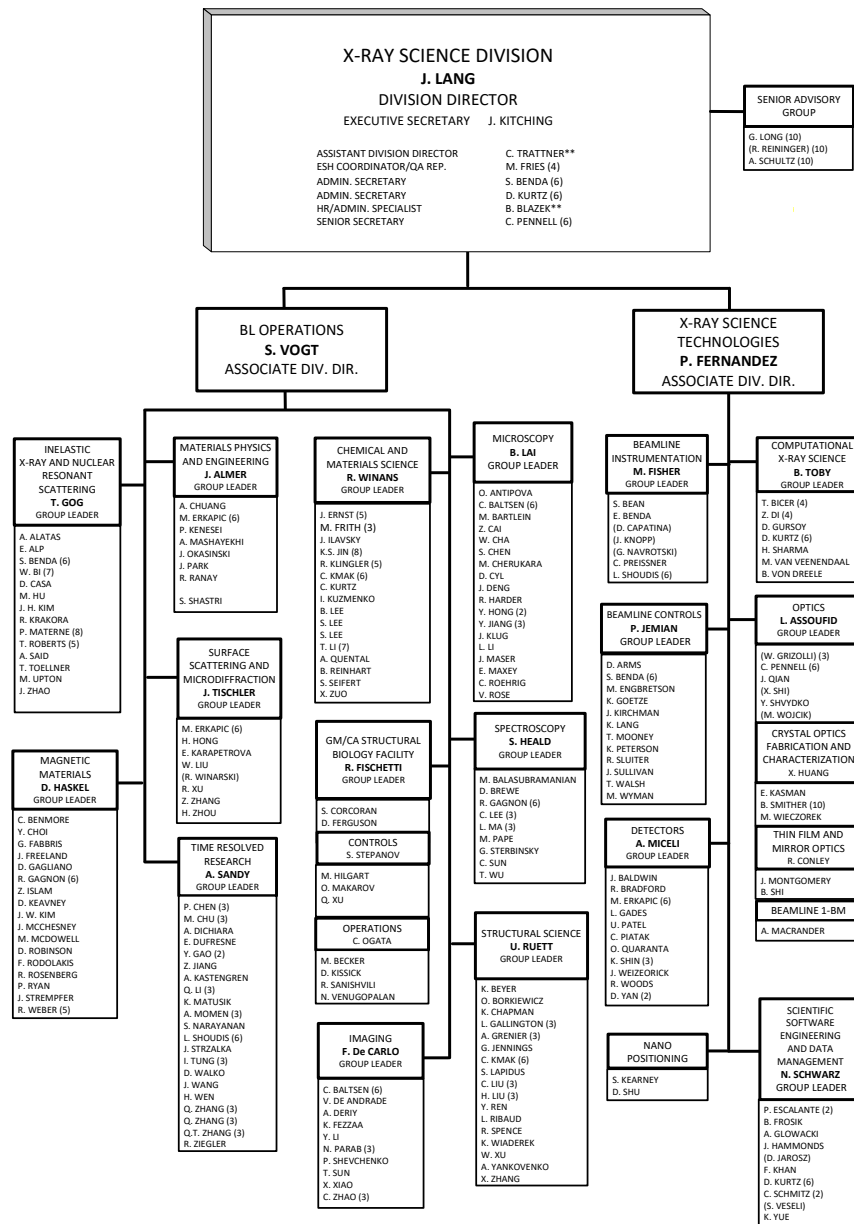 X-RAY SCIENCE DIVISION
J. LANG
DIVISION DIRECTOR
EXECUTIVE SECRETARY J. KITCHING
ASSISTANT DIVISION DIRECTOR C. TRATTNER**
ESH COORDINATOR/QA REP. M. FRIES (4)
ADMIN. SECRETARY S. BENDA (6)
ADMIN. SECRETARY D. KURTZ (6)
HR/ADMIN. SPECIALIST B. BLAZEK**
SENIOR SECRETARY C. PENNELL (6)
SENIOR ADVISORY
GROUP
G. LONG (10)
(R. REININGER) (10)
A. SCHULTZ (10)
BL OPERATIONS
S. VOGT
ASSOCIATE DIV. DIR.
X-RAY SCIENCE
TECHNOLOGIES
P. FERNANDEZ
ASSOCIATE DIV. DIR.
INELASTIC
X-RAY AND NUCLEAR
RESONANT
SCATTERING
T. GOG
GROUP LEADER
A. ALATAS
E. ALP
S. BENDA (6)
W. BI (7)
D. CASA
M. HU
J. H. KIM
R. KRAKORA
P. MATERNE (8)
T. ROBERTS (5)
A. SAID
T. TOELLNER
M. UPTON
J. ZHAO
MAGNETIC
MATERIALS
D. HASKEL
GROUP LEADER
C. BENMORE
Y. CHOI
G. FABBRIS
J. FREELAND
D. GAGLIANO
R. GAGNON (6)
Z. ISLAM
D. KEAVNEY
J. W. KIM
J. MCCHESNEY
M. MCDOWELL
D. ROBINSON
F. RODOLAKIS
R. ROSENBERG
P. RYAN
J. STREMPFER
R. WEBER (5)
MATERIALS PHYSICS
AND ENGINEERING
J. ALMER
GROUP LEADER
A. CHUANG
M. ERKAPIC (6)
P. KENESEI
A. MASHAYEKHI
J. OKASINSKI
J. PARK
R. RANAY
S. SHASTRI
SURFACE
SCATTERING AND
MICRODIFFRACTION
J. TISCHLER
GROUP LEADER
M. ERKAPIC (6)
H. HONG
E. KARAPETROVA
W. LIU
(R. WINARSKI)
R. XU
Z. ZHANG
H. ZHOU
TIME RESOLVED
RESEARCH
A. SANDY
GROUP LEADER
P. CHEN (3)
M. CHU (3)
A. DICHIARA
E. DUFRESNE
Y. GAO (2)
Z. JIANG
A. KASTENGREN
Q. LI (3)
K. MATUSIK
A. MOMEN (3)
S. NARAYANAN
L. SHOUDIS (6)
J. STRZALKA
I. TUNG (3)
D. WALKO
J. WANG
H. WEN
Q. ZHANG (3)
Q. ZHANG (3)
Q.T. ZHANG (3)
R. ZIEGLER
CHEMICAL AND
MATERIALS SCIENCE
R. WINANS
GROUP LEADER
J. ERNST (5)
M. FRITH (3)
J. ILAVSKY
K.S. JIN (8)
R. KLINGLER (5)
C. KMAK (6)
C. KURTZ
I. KUZMENKO
B. LEE
S. LEE
S. LEE
T. LI (7)
A. QUENTAL
B. REINHART
S. SEIFERT
X. ZUO
GM/CA STRUCTURAL
BIOLOGY FACILITY
R. FISCHETTI
GROUP LEADER
S. CORCORAN
D. FERGUSON
CONTROLS
S. STEPANOV
M. HILGART
O. MAKAROV
Q. XU
OPERATIONS
C. OGATA
M. BECKER
D. KISSICK
R. SANISHVILI
N. VENUGOPALAN
IMAGING
F. De CARLO
GROUP LEADER
C. BALTSEN (6)
V. DE ANDRADE
A. DERIY
K. FEZZAA
Y. LI
N. PARAB (3)
P. SHEVCHENKO
T. SUN
X. XIAO
C. ZHAO (3)
MICROSCOPY
B. LAI
GROUP LEADER
O. ANTIPOVA
C. BALTSEN (6)
M. BARTLEIN
Z. CAI
W. CHA
S. CHEN
M. CHERUKARA
D. CYL
J. DENG
R. HARDER
Y. HONG (2)
Y. JIANG (3)
J. KLUG
L. LI
J. MASER
E. MAXEY
C. ROEHRIG
V. ROSE
SPECTROSCOPY
S. HEALD
GROUP LEADER
M. BALASUBRAMANIAN
D. BREWE
R. GAGNON (6)
C. LEE (3)
L. MA (3)
M. PAPE
G. STERBINSKY
C. SUN
T. WU
STRUCTURAL SCIENCE
U. RUETT
GROUP LEADER
K. BEYER
O. BORKIEWICZ
K. CHAPMAN
L. GALLINGTON (3)
A. GRENIER (3)
G. JENNINGS
C. KMAK (6)
S. LAPIDUS
C. LIU (3)
H. LIU (3)
Y. REN
L. RIBAUD
R. SPENCE
K. WIADEREK
W. XU
A. YANKOVENKO
X. ZHANG
BEAMLINE
INSTRUMENTATION
M. FISHER
GROUP LEADER
S. BEAN
E. BENDA
(D. CAPATINA)
(J. KNOPP)
(G. NAVROTSKI)
C. PREISSNER
L. SHOUDIS (6)
BEAMLINE CONTROLS
P. JEMIAN
GROUP LEADER
D. ARMS
S. BENDA (6)
M. ENGBRETSON
K. GOETZE
J. KIRCHMAN
K. LANG
T. MOONEY
K. PETERSON
R. SLUITER
J. SULLIVAN
T. WALSH
M. WYMAN
DETECTORS
A. MICELI
GROUP LEADER
J. BALDWIN
R. BRADFORD
M. ERKAPIC (6)
L. GADES
U. PATEL
C. PIATAK
O. QUARANTA
K. SHIN (3)
J. WEIZEORICK
R. WOODS
D. YAN (2)
NANO
POSITIONING
S. KEARNEY
D. SHU
COMPUTATIONAL
X-RAY SCIENCE
B. TOBY
GROUP LEADER
T. BICER (4)
Z. DI (4)
D. GURSOY
D. KURTZ (6)
H. SHARMA
M. VAN VEENENDAAL
B. VON DREELE
OPTICS
L. ASSOUFID
GROUP LEADER
(W. GRIZOLLI) (3)
C. PENNELL (6)
J. QIAN
(X. SHI)
Y. SHVYDKO
(M. WOJCIK)
CRYSTAL OPTICS
FABRICATION AND
CHARACTERIZATION
X. HUANG
E. KASMAN
B. SMITHER (10)
M. WIECZOREK
THIN FILM AND
MIRROR OPTICS
R. CONLEY
J. MONTGOMERY
B. SHI
BEAMLINE 1-BM
A. MACRANDER
SCIENTIFIC
SOFTWARE
ENGINEERING
AND DATA
MANAGEMENT
N. SCHWARZ
GROUP LEADER
P. ESCALANTE (2)
B. FROSIK
A. GLOWACKI
J. HAMMONDS
(D. JAROSZ)
F. KHAN
D. KURTZ (6)
C. SCHMITZ (2)
(S. VESELI)
K. YUE